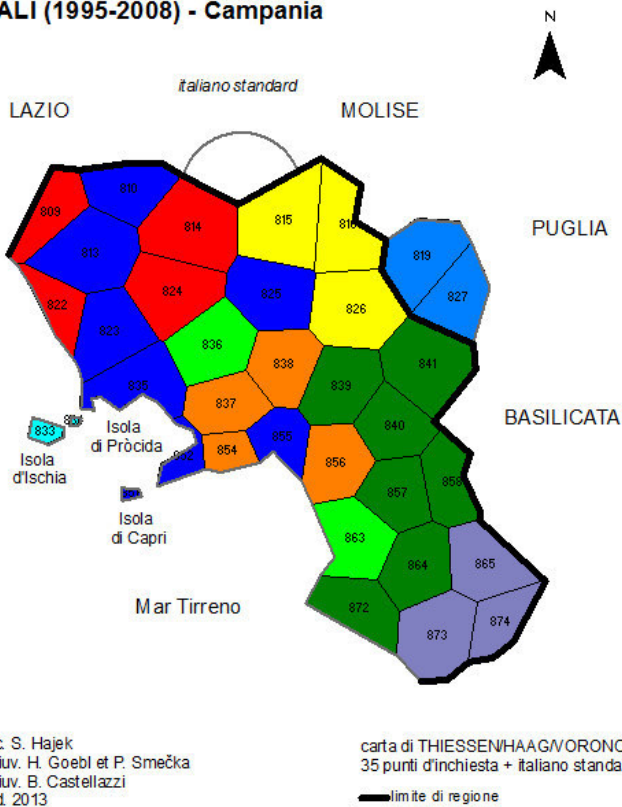 ALI (1995-2008) - Campania
N
italiano standard
LAZIO
MOLISE
PUGLIA
BASILICATA
809
810
814
815
813
819
822
824
825
826
827
823
836
838
841
839
835
837
840
833
855
854
856
857
858
863
864
865
872
873
874
Isola
di Pròcida
Isola
d'Ischia
Isola
di Capri
Mar Tirreno
c. S. Hajek
iuv. H. Goebl et P. Smečka
iuv. B. Castellazzi
d. 2013
carta di THIESSEN/HAAG/VORONO
35 punti d'inchiesta + italiano standa
limite di regione